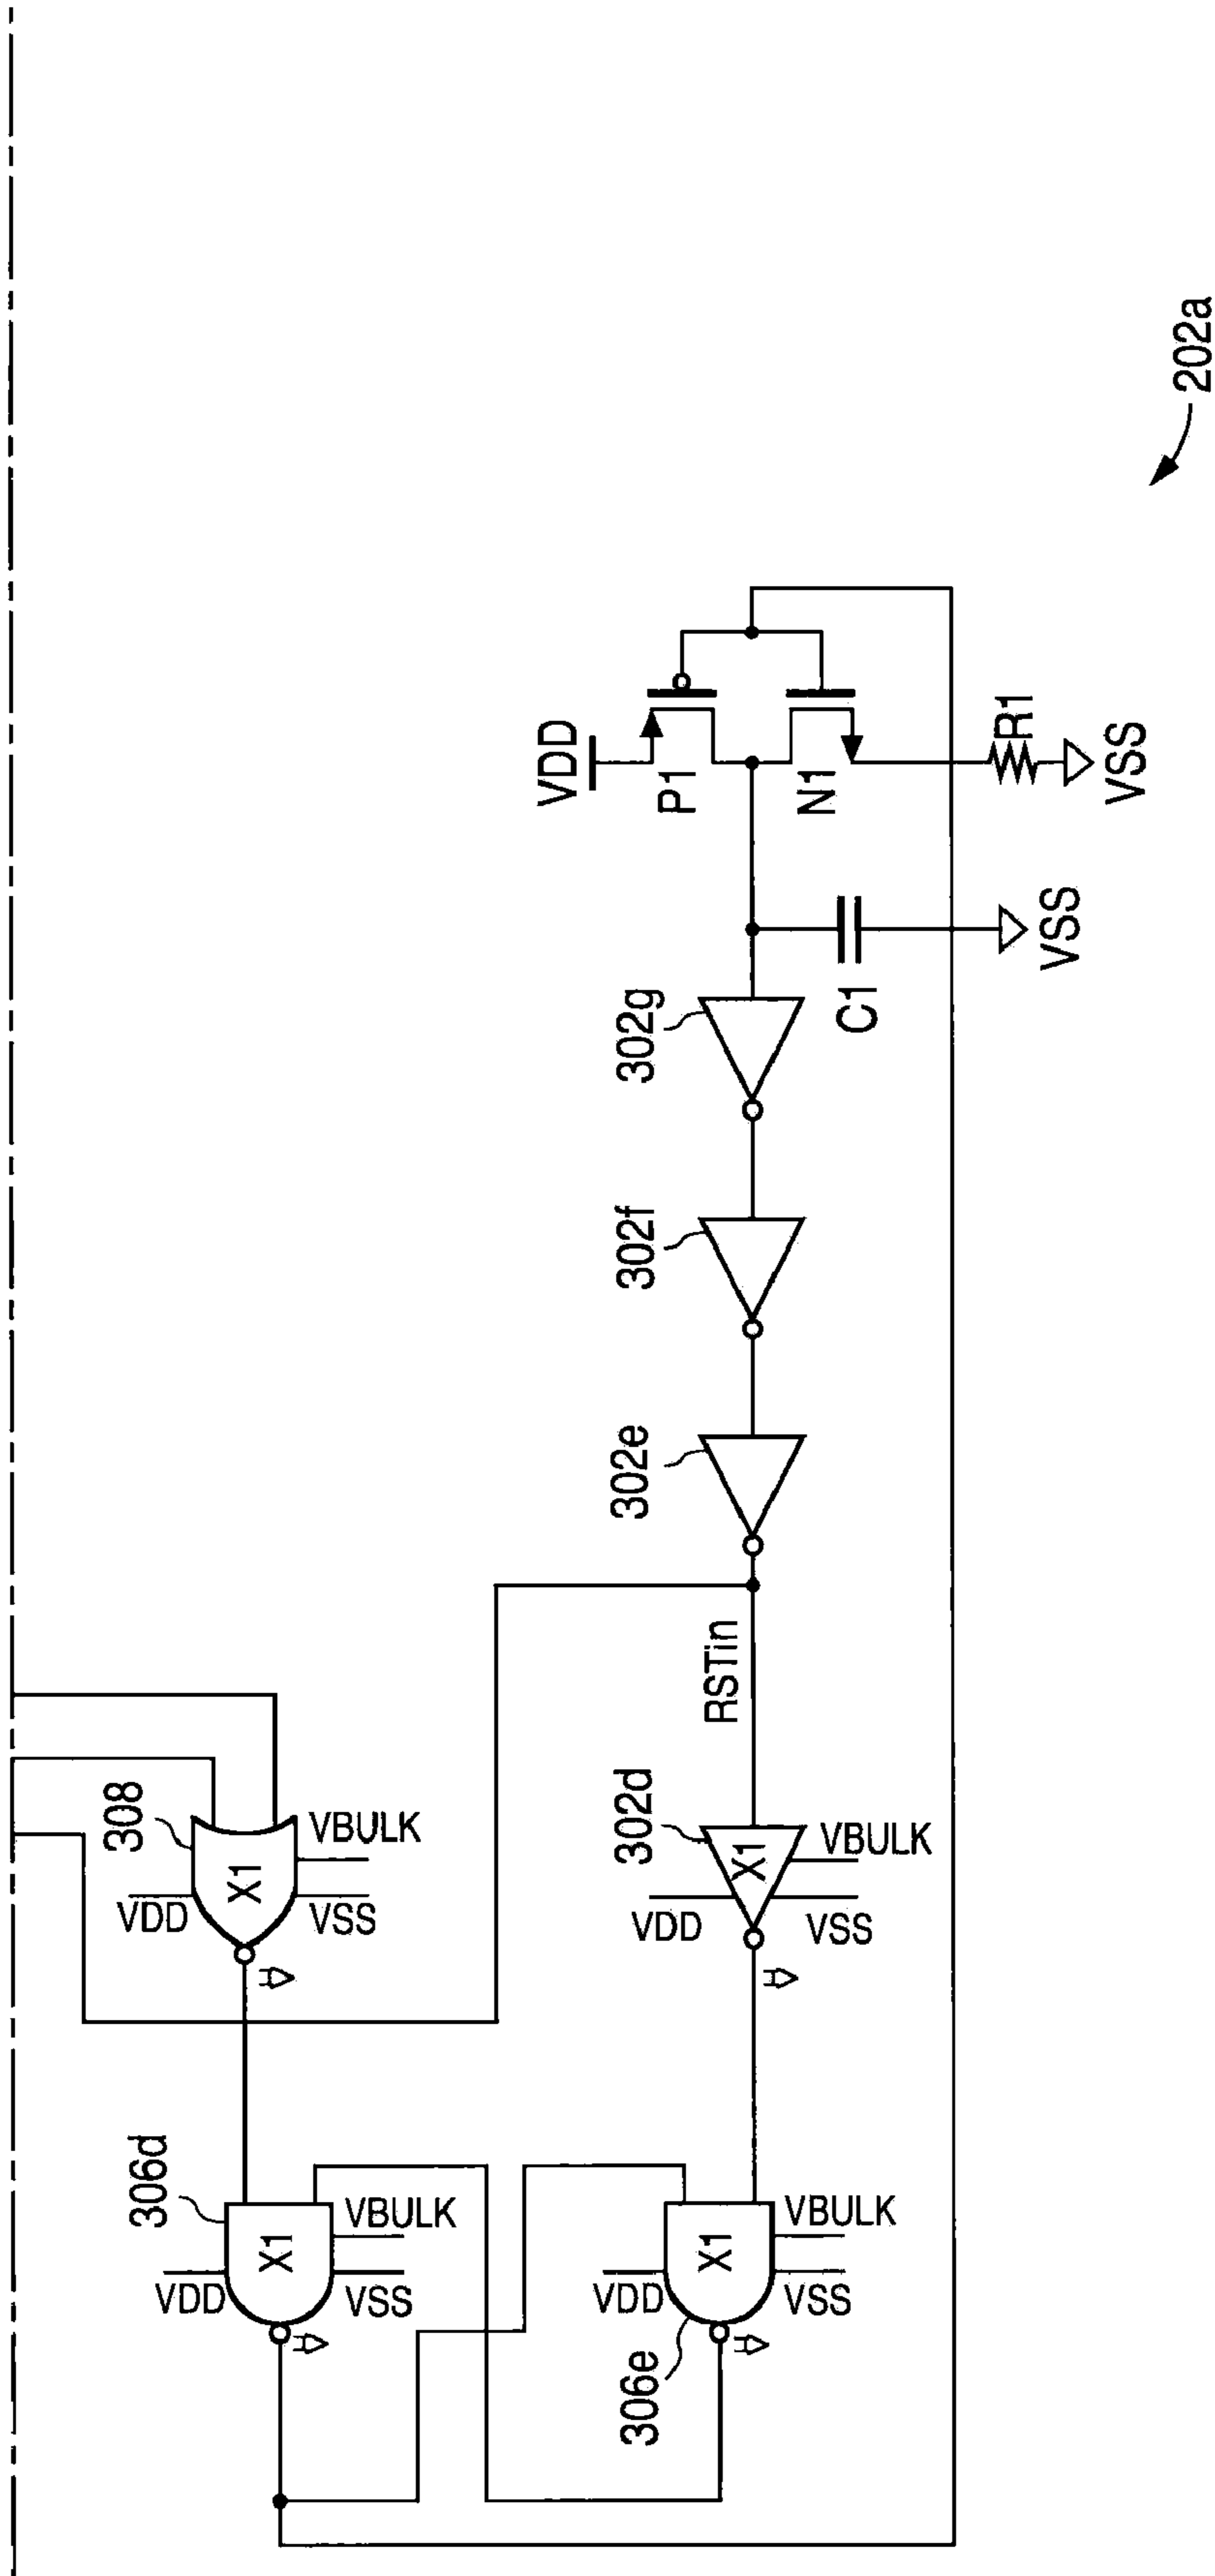 202a
VDD
P1
N1
R1
VSS
C1
VSS
302g
302f
302e
RSTin
308
X1
VBULK
VDD
VSS
302d
X1
VBULK
VDD
VSS
306d
X1
VBULK
VDD
VSS
306e
X1
VBULK
VDD
VSS